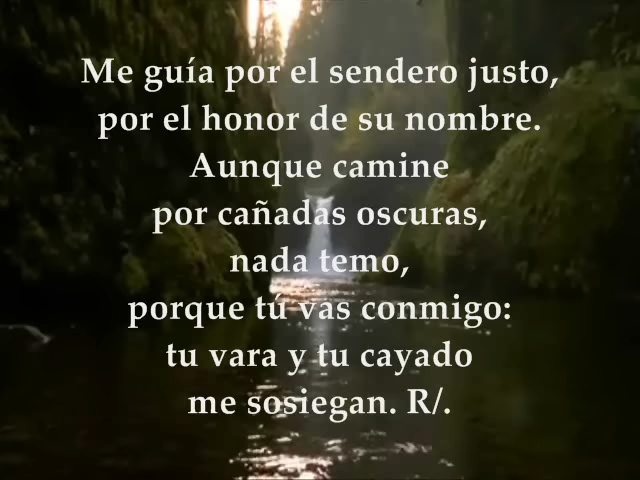 Me guía por el sendero justo,
por el honor de su nombre.
Aunque camine
por cañadas oscuras,
nada temo,
porque tú vas conmigo:
tu vara y tu cayado
me sosiegan. R/.